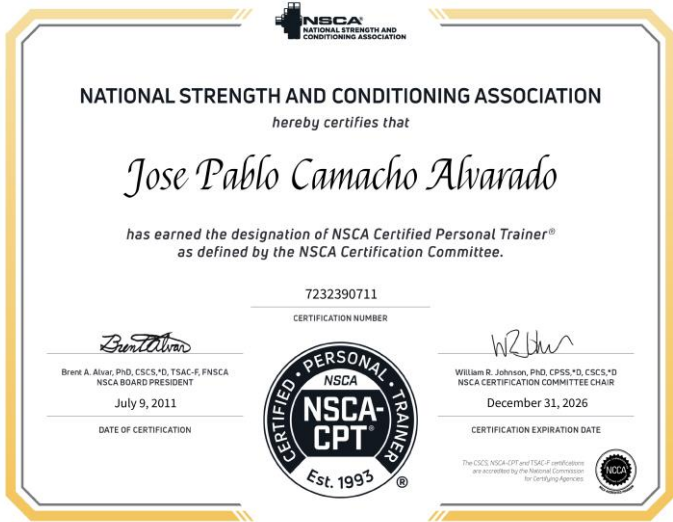 NSCA®
NATIONAL STRENGTH AND
CONDITIONING ASSOCIATION
NATIONAL STRENGTH AND CONDITIONING ASSOCIATION
hereby certifies that
Jose Pablo Camacho Alvarado
has earned the designation of NSCA Certified Personal Trainer®
as defined by the NSCA Certification Committee.
7232390711
CERTIFICATION NUMBER
Brent A. Alvar, PhD, CSCS,*D, TSAC-F, FNSCA
NSCA BOARD PRESIDENT
July 9, 2011
DATE OF CERTIFICATION
CERTIFIED • PERSONAL • TRAINER
NSCA
NSCA-
CPT®
Est. 1993
®
William R. Johnson, PhD, CPSS,*D, CSCS,*D
NSCA CERTIFICATION COMMITTEE CHAIR
December 31, 2026
CERTIFICATION EXPIRATION DATE
The CSCS, NSCA-CPT and TSAC-F certifications
are accredited by the National Commission
for Certifying Agencies.
NCCA